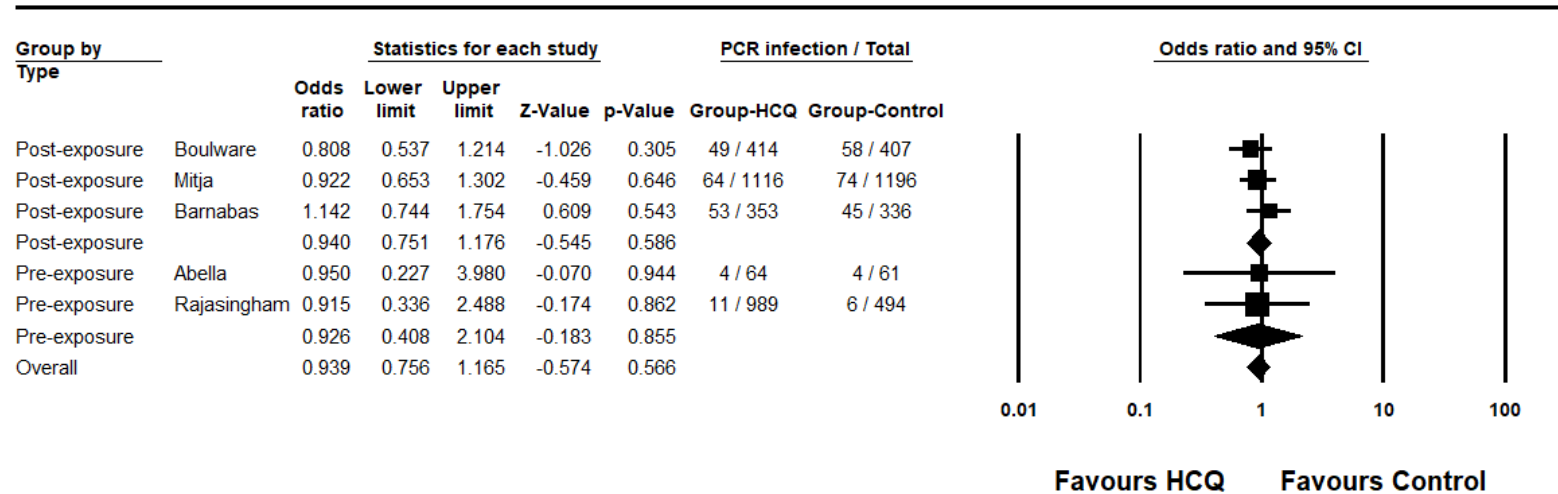 Group by Statistics for each study PCR infection / Total Odds ratio and 95% CI
Type
Odds Lower Upper
ratio limit limit Z-Value p-Value Group-HCQ Group-Control
Post-exposure Boulware 0.808 0.537 1.214 -1.026 0.305 49 / 414 58 / 407
Post-exposure Mitja 0.922 0.653 1.302 -0.459 0.646 64 / 1116 74 / 1196
Post-exposure Barnabas 1.142 0.744 1.754 0.609 0.543 53 / 353 45 / 336
Post-exposure 0.940 0.751 1.176 -0.545 0.586
Pre-exposure Abella 0.950 0.227 3.980 -0.070 0.944 4 / 64 4 / 61
Pre-exposure Rajasingham 0.915 0.336 2.488 -0.174 0.862 11 / 989 6 / 494
Pre-exposure 0.926 0.408 2.104 -0.183 0.855
Overall 0.939 0.756 1.165 -0.574 0.566
0.01 0.1 1 10 100
Favours HCQ Favours Control